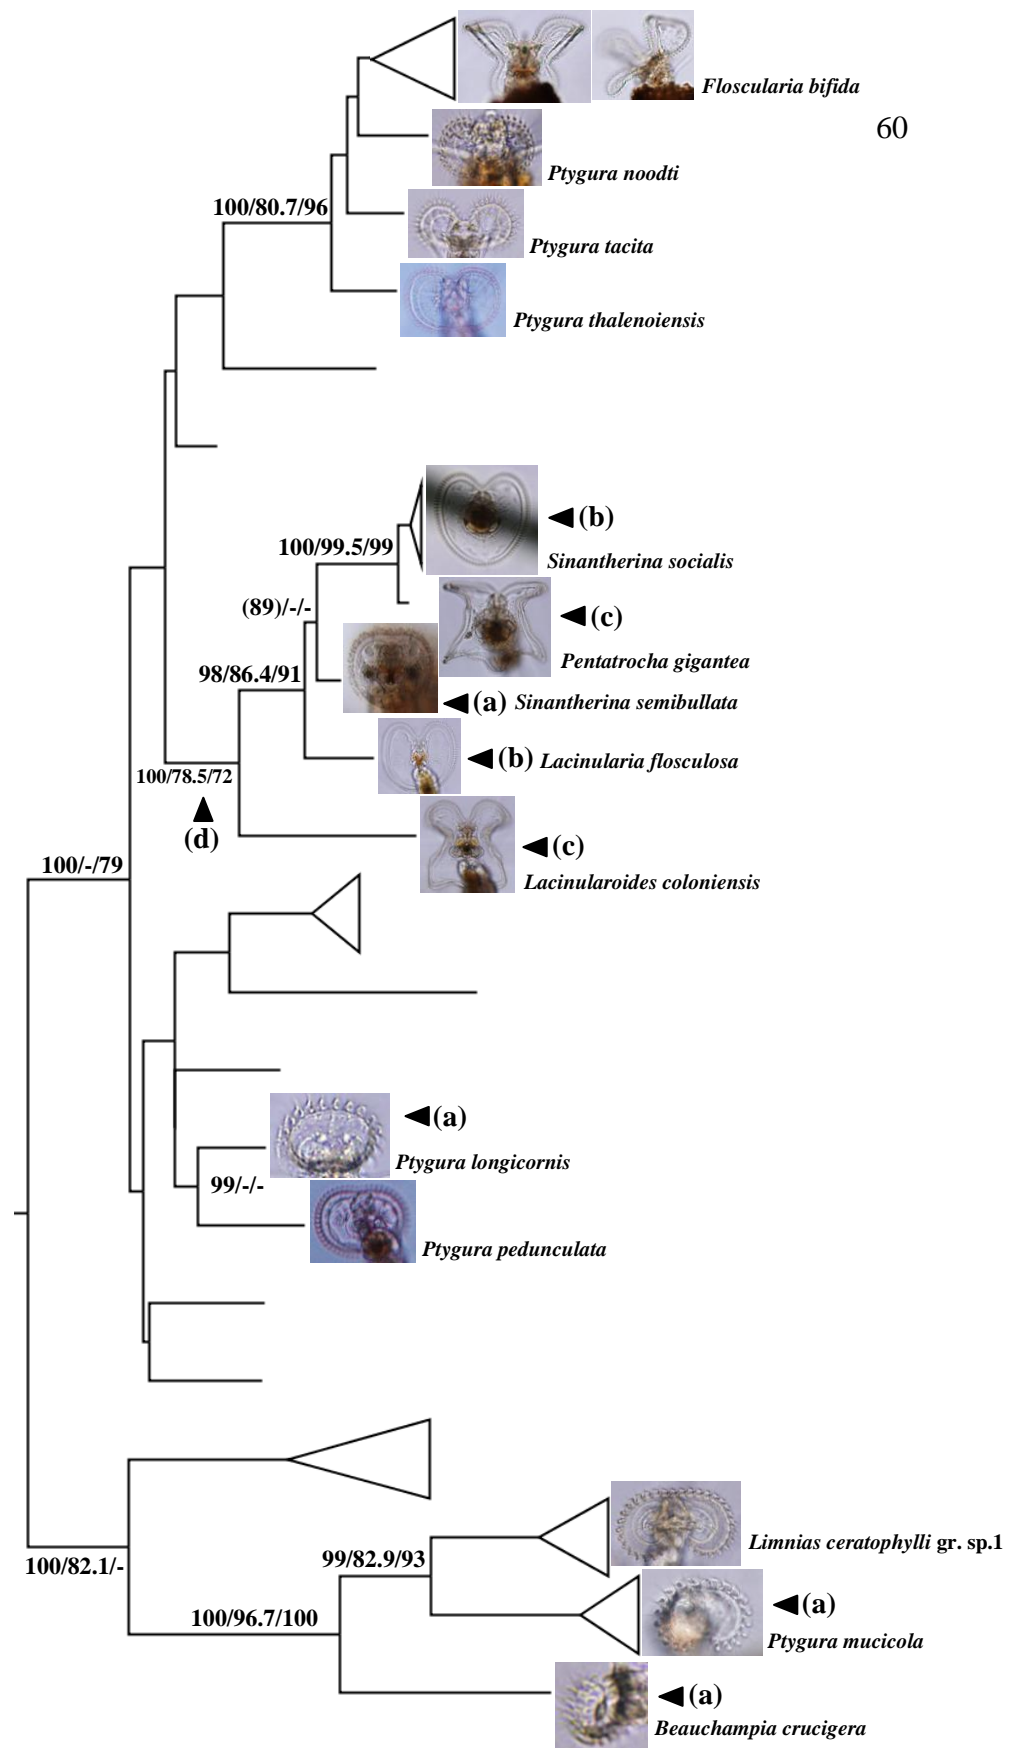 Floscularia bifida
60
Ptygura noodti
100/80.7/96
Ptygura tacita
Ptygura thalenoiensis
(b)
100/99.5/99
Sinantherina socialis
(89)/-/-
(c)
Pentatrocha gigantea
98/86.4/91
(a) Sinantherina semibullata
(b) Lacinularia flosculosa
100/78.5/72
(d)
(c)
100/-/79
Lacinularoides coloniensis
(a)
Ptygura longicornis
99/-/-
Ptygura pedunculata
Limnias ceratophylli gr. sp.1
99/82.9/93
100/82.1/-
(a)
100/96.7/100
Ptygura mucicola
(a)
Beauchampia crucigera